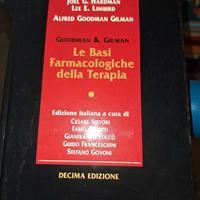 JOEL G. HARDMAN
LEE E. LIMBIRD
ALFRED GOODMAN GILMAN
GOODMAN & GILMAN
Le Basi
Farmacologiche
della Terapia
Edizione italiana a cura di
CESARE SIRTORI
FABIO
GIANFRANCO FOLCO
GUIDO FRANCESCHINI
STEFANO GOVONI
DECIMA EDIZIONE